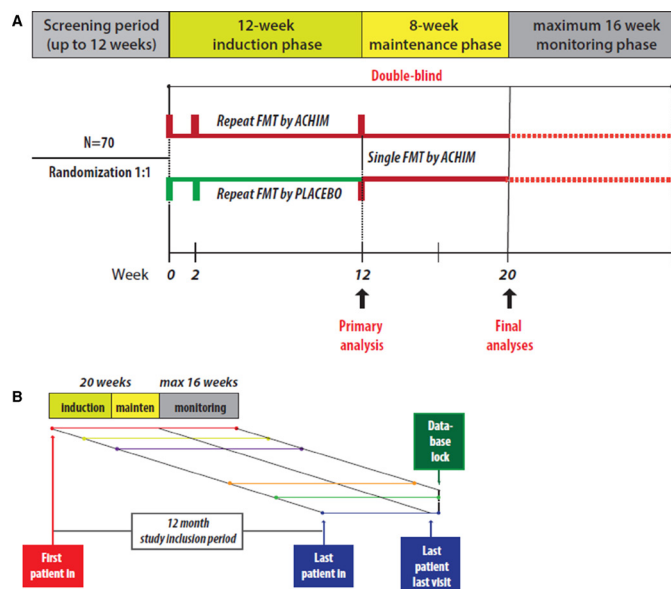 A
Screening period
(up to 12 weeks)
12-week
induction phase
8-week
maintenance phase
maximum 16 week
monitoring phase
Double-blind
N=70
Randomization 1:1
Repeat FMT by ACHIM
Single FMT by ACHIM
Repeat FMT by PLACEBO
Week
0
2
12
20
Primary
analysis
Final
analyses
B
20 weeks
max 16 weeks
induction
mainten
monitoring
Data-
base
lock
12 month
study inclusion period
First
patient in
Last
patient in
Last
patient
last visit